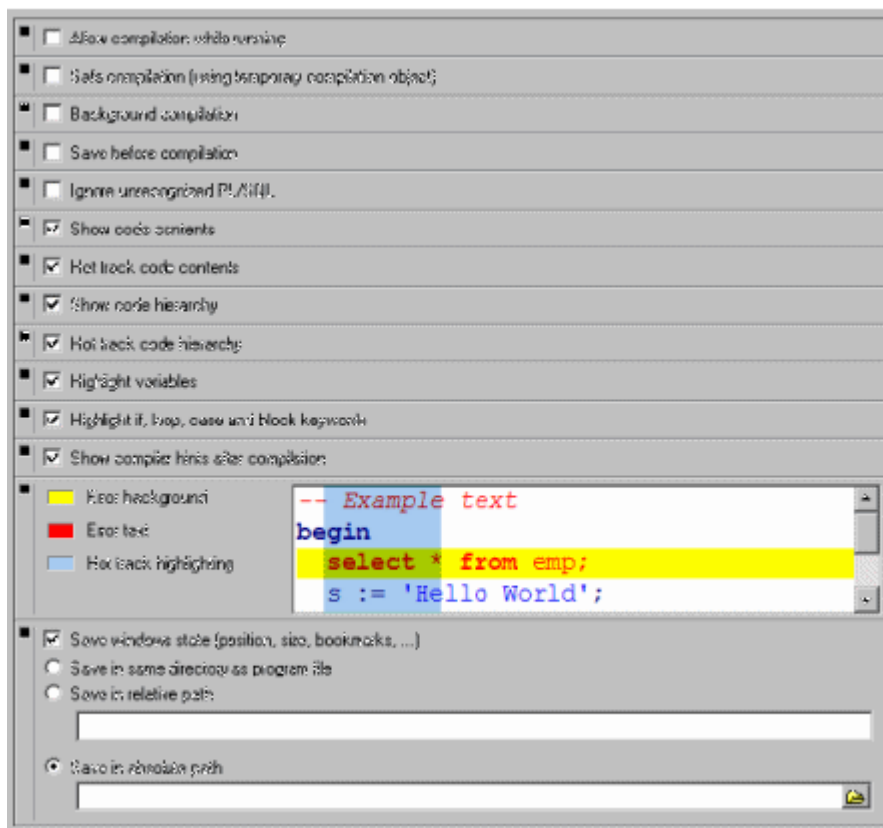 Allow compilation while running
Safe compilation (using temporary compilation object)
Background compilation
Save before compilation
Ignore unrecognized PL/SQL
Show code contents
Hot track code contents
Show code hierarchy
Hot track code hierarchy
Highlight variables
Highlight if, loop, case and block keywords
Show compiler hints after compilation
Error background
Error text
Hot track highlighting
-- Example text
begin
select * from emp;
s := 'Hello World';
Save windows state (position, size, bookmarks, ...)
Save in same directory as program file
Save in relative path
Save in absolute path